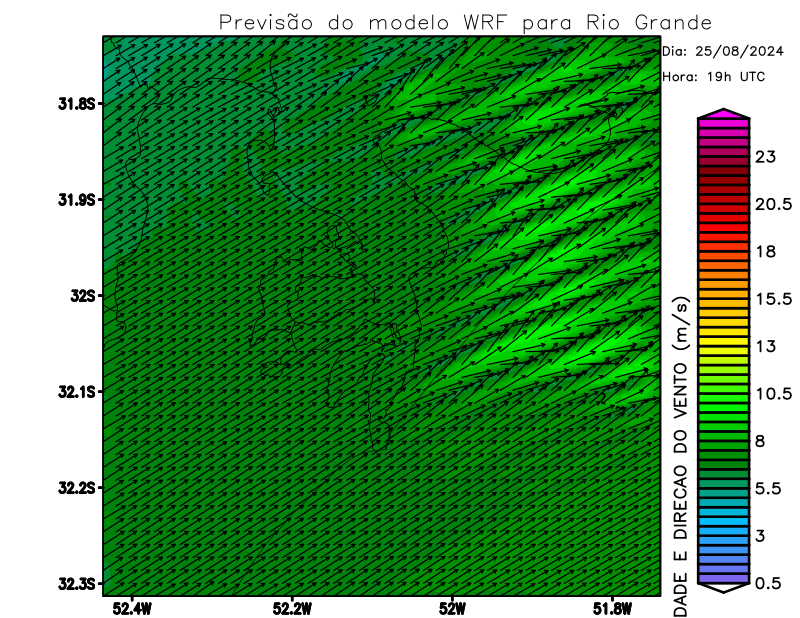 Previsão do modelo WRF para Rio Grande
Dia: 25/08/2024
Hora: 19h UTC
31.8S
31.9S
32S
32.1S
32.2S
32.3S
52.4W
52.2W
52W
51.8W
DADE E DIRECAO DO VENTO (m/s)
23
20.5
18
15.5
13
10.5
8
5.5
3
0.5